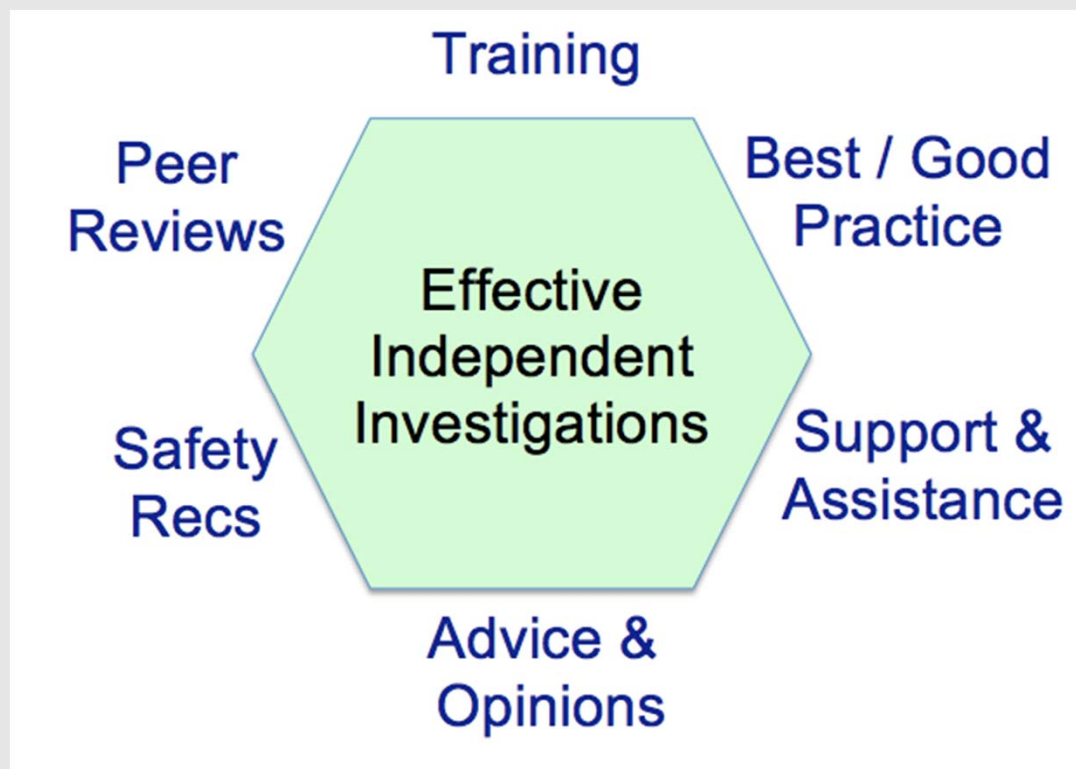 Training
Peer
Reviews
Best / Good
Practice
Effective
Independent
Investigations
Safety
Recs
Support &
Assistance
Advice &
Opinions